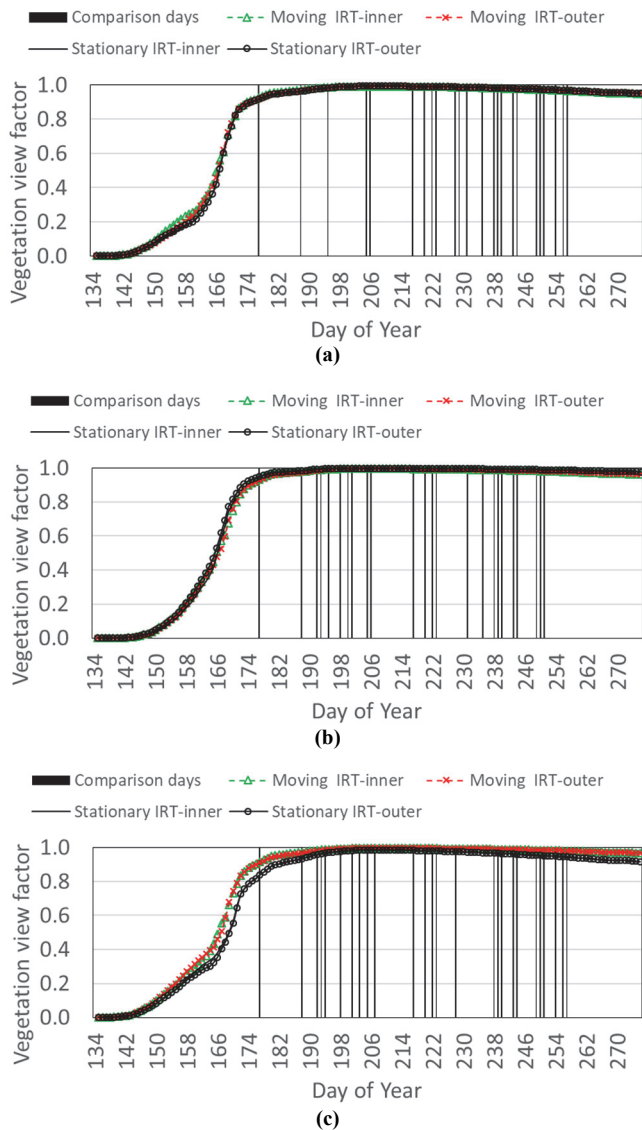 Comparison days Moving IRT-inner Moving IRT-outer
Stationary IRT-inner Stationary IRT-outer
Vegetation view factor
1.0
0.8
0.6
0.4
0.2
0.0
134 142 150 158 166 174 182 190 198 206 214 222 230 238 246 254 262 270
Day of Year
(a)
Comparison days Moving IRT-inner Moving IRT-outer
Stationary IRT-inner Stationary IRT-outer
Vegetation view factor
1.0
0.8
0.6
0.4
0.2
0.0
134 142 150 158 166 174 182 190 198 206 214 222 230 238 246 254 262 270
Day of Year
(b)
Comparison days Moving IRT-inner Moving IRT-outer
Stationary IRT-inner Stationary IRT-outer
Vegetation view factor
1.0
0.8
0.6
0.4
0.2
0.0
134 142 150 158 166 174 182 190 198 206 214 222 230 238 246 254 262 270
Day of Year
(c)